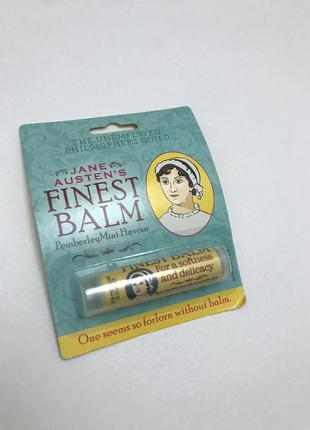 THE UNEMPLOYED
PHILOSOPHERS GUILD
JANE
AUSTEN'S
FINEST
BALM
Pemberley Mint Flavour
FINEST BALM
For a softness
and delicacy
One seems so forlorn without balm.